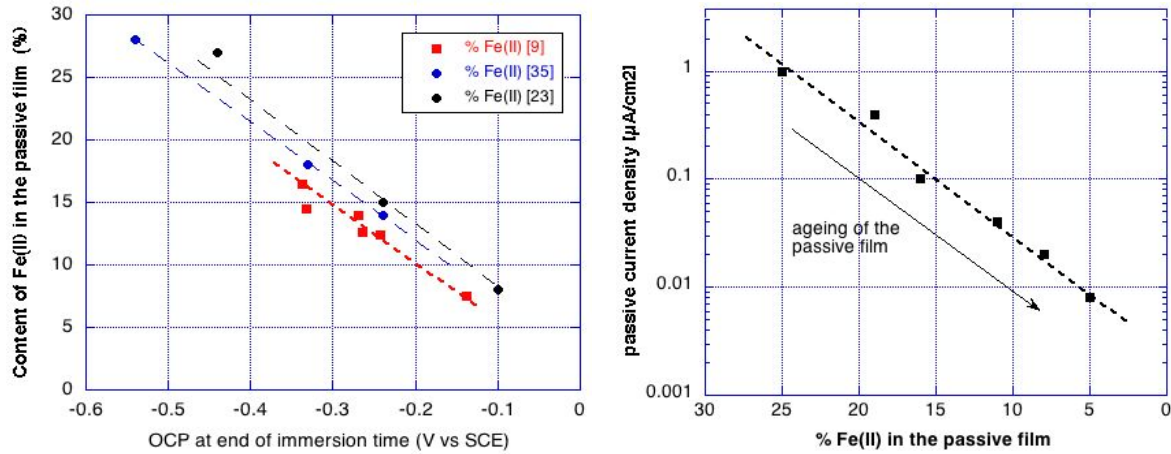 Content of Fe(II) in the passive film (%)
30
25
20
15
10
5
0
% Fe(II) [9]
% Fe(II) [35]
% Fe(II) [23]
-0.6 -0.5 -0.4 -0.3 -0.2 -0.1 0
OCP at end of immersion time (V vs SCE)
passive current density [µA/cm2]
1
0.1
0.01
0.001
ageing of the
passive film
30 25 20 15 10 5 0
% Fe(II) in the passive film